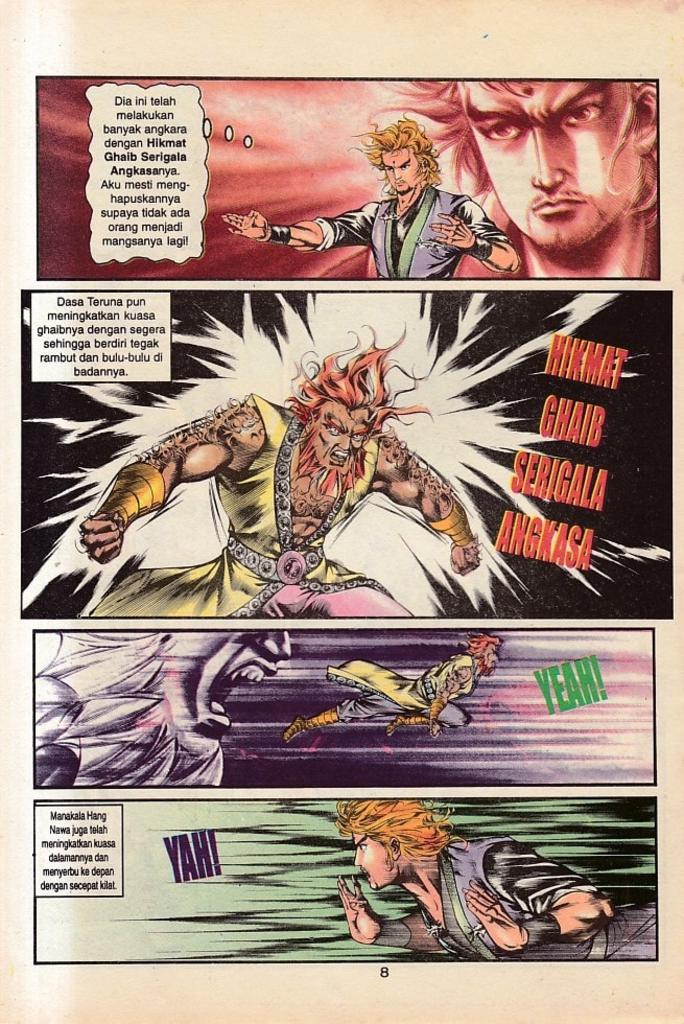 Dia ini telah
melakukan
banyak angkara
dengan Hikmat
Ghaib Serigala
Angkasanya.
Aku mesti meng-
hapuskannya
supaya tidak ada
orang menjadi
mangsanya lagi!
Dasa Teruna pun
meningkatkan kuasa
ghaibnya dengan segera
sehingga berdiri tegak
rambut dan bulu-bulu di
badannya.
HIKMAT
GHAIB
SERIGALA
ANGKASA
YEAH!
Manakala Hang
Nawa juga telah
meningkatkan kuasa
dalamannya dan
menyerbu ke depan
dengan secepat kilat.
YAH!
8